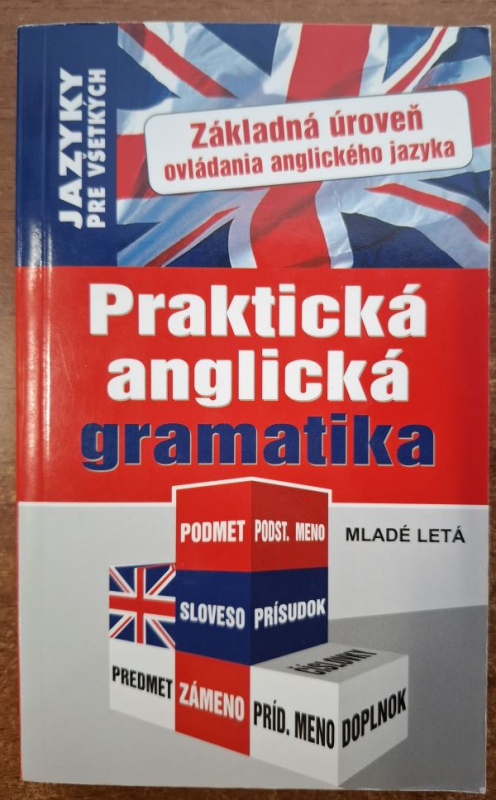 JAZYKY
PRE VŠETKÝCH
Základná úroveň
ovládania anglického jazyka
Praktická
anglická
gramatika
MLADÉ LETÁ
PODMET
PODST. MENO
SLOVESO
PRÍSUDOK
ČÍSLOVKY
PREDMET
ZÁMENO
PRÍD. MENO
DOPLNOK